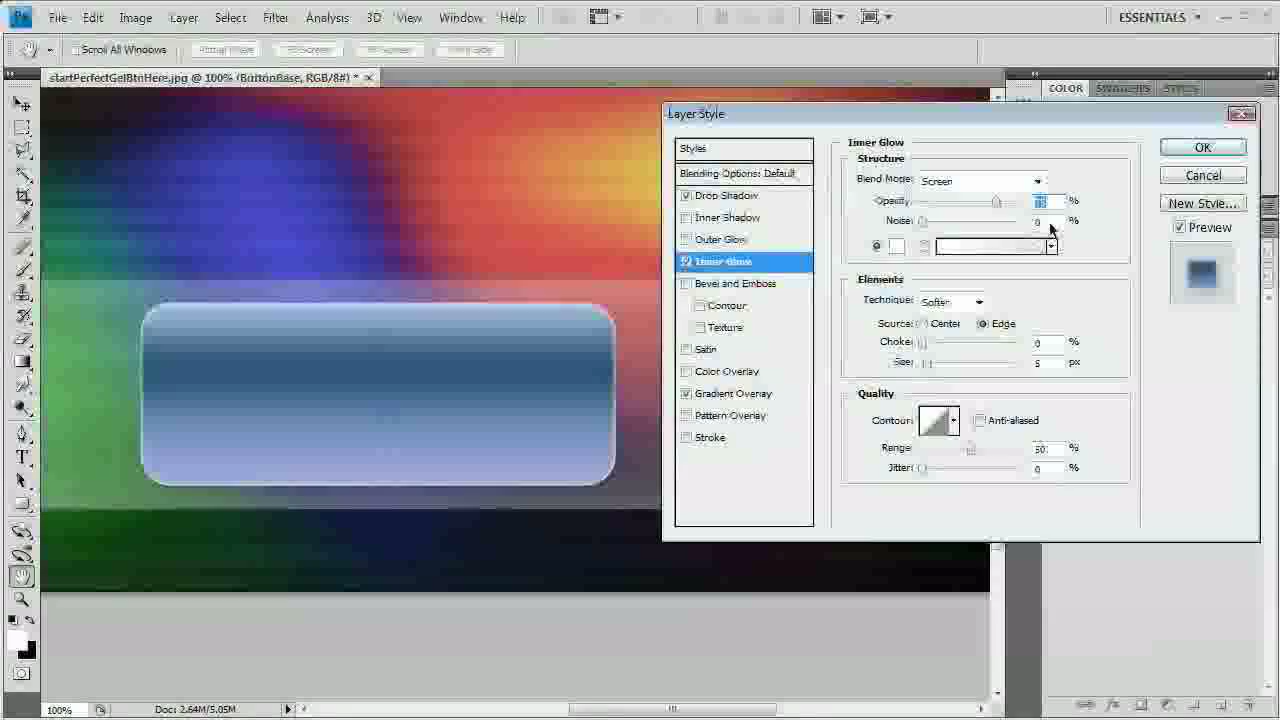 Ps File Edit Image Layer Select Filter Analysis 3D View Window Help ESSENTIALS
Scroll All Windows
startPerfectGelBtnHere.jpg @ 100% (ButtonBase, RGB/8#) *
COLOR SWATCHES STYLES
Layer Style
Styles
Blending Options: Default
Drop Shadow
Inner Shadow
Outer Glow
Inner Glow
Bevel and Emboss
Contour
Texture
Satin
Color Overlay
Gradient Overlay
Pattern Overlay
Stroke
Inner Glow
Structure
Blend Mode: Screen
Opacity: %
Noise: 0 %
Elements
Technique: Softer
Source: Center Edge
Choke: 0 %
Size: 5 px
Quality
Contour: Anti-aliased
Range: 50 %
Jitter: 0 %
OK
Cancel
New Style...
Preview
100% Doc: 2.64M/5.05M